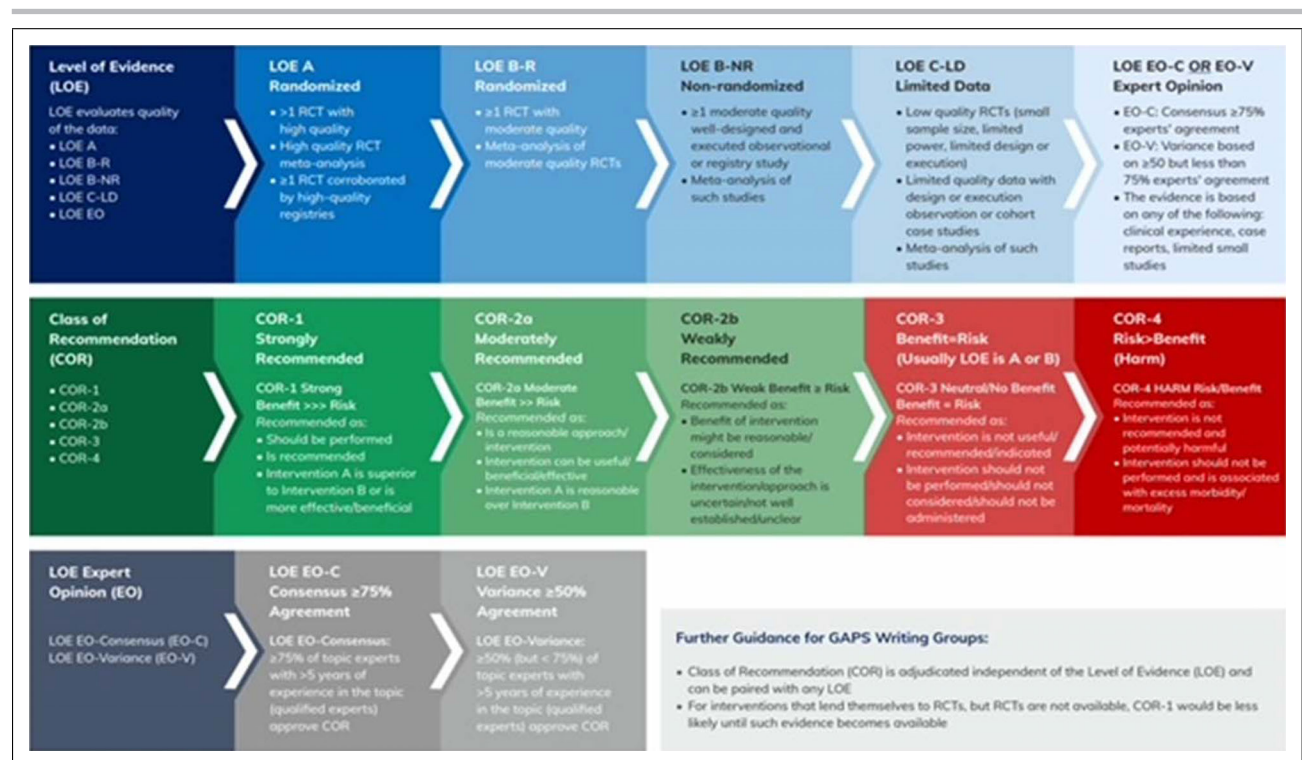 Level of Evidence
(LOE)
LOE evaluates quality
of the data:
• LOE A
• LOE B-R
• LOE B-NR
• LOE C-LD
• LOE EO
LOE A
Randomized
• >1 RCT with
high quality
• High quality RCT
meta-analysis
• ≥1 RCT corroborated
by high-quality
registries
LOE B-R
Randomized
• ≥1 RCT with
moderate quality
• Meta-analysis of
moderate quality RCTs
LOE B-NR
Non-randomized
• ≥1 moderate quality
well-designed and
executed observational
or registry study
• Meta-analysis of
such studies
LOE C-LD
Limited Data
• Low quality RCTs (small
sample size, limited
power, limited design or
execution)
• Limited quality data with
design or execution
observation or cohort
case studies
• Meta-analysis of such
studies
LOE EO-C OR EO-V
Expert Opinion
• EO-C: Consensus ≥75%
experts' agreement
• EO-V: Variance based
on ≥50 but less than
75% experts' agreement
• The evidence is based
on any of the following:
clinical experience, case
reports, limited small
studies
Class of
Recommendation
(COR)
• COR-1
• COR-2a
• COR-2b
• COR-3
• COR-4
COR-1
Strongly
Recommended
COR-1 Strong
Benefit >>> Risk
Recommended as:
• Should be performed
• Is recommended
• Intervention A is superior
to Intervention B or is
more effective/beneficial
COR-2a
Moderately
Recommended
COR-2a Moderate
Benefit >> Risk
Recommended as:
• Is a reasonable approach/
intervention
• Intervention can be useful/
beneficial/effective
• Intervention A is reasonable
over Intervention B
COR-2b
Weakly
Recommended
COR-2b Weak Benefit ≥ Risk
Recommended as:
• Benefit of intervention
might be reasonable/
considered
• Effectiveness of the
intervention/approach is
uncertain/not well
established/unclear
COR-3
Benefit=Risk
(Usually LOE is A or B)
COR-3 Neutral/No Benefit
Benefit = Risk
Recommended as:
• Intervention is not useful/
recommended/indicated
• Intervention should not
be performed/should not
considered/should not be
administered
COR-4
Risk>Benefit
(Harm)
COR-4 HARM Risk/Benefit
Recommended as:
• Intervention is not
recommended and
potentially harmful
• Intervention should not be
performed and is associated
with excess morbidity/
mortality
LOE Expert
Opinion (EO)
LOE EO-Consensus (EO-C)
LOE EO-Variance (EO-V)
LOE EO-C
Consensus ≥75%
Agreement
LOE EO-Consensus:
≥75% of topic experts
with >5 years of
experience in the topic
(qualified experts)
approve COR
LOE EO-V
Variance ≥50%
Agreement
LOE EO-Variance:
≥50% (but < 75%) of
topic experts with
>5 years of experience
in the topic (qualified
experts) approve COR
Further Guidance for GAPS Writing Groups:
• Class of Recommendation (COR) is adjudicated independent of the Level of Evidence (LOE) and
can be paired with any LOE
• For interventions that lend themselves to RCTs, but RCTs are not available, COR-1 would be less
likely until such evidence becomes available